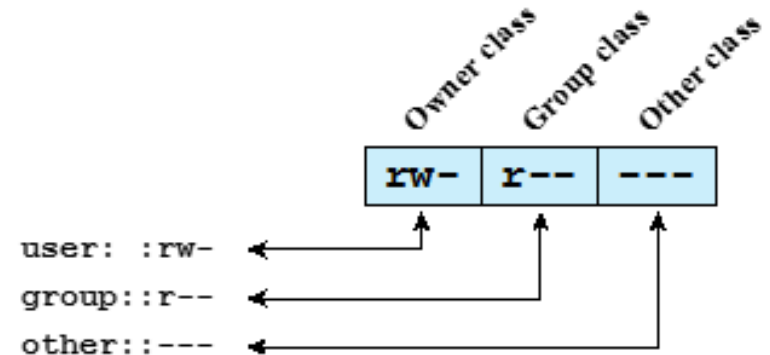 Owner class
Group class
Other class
rw- r-- ---
user: :rw-
group::r--
other::---